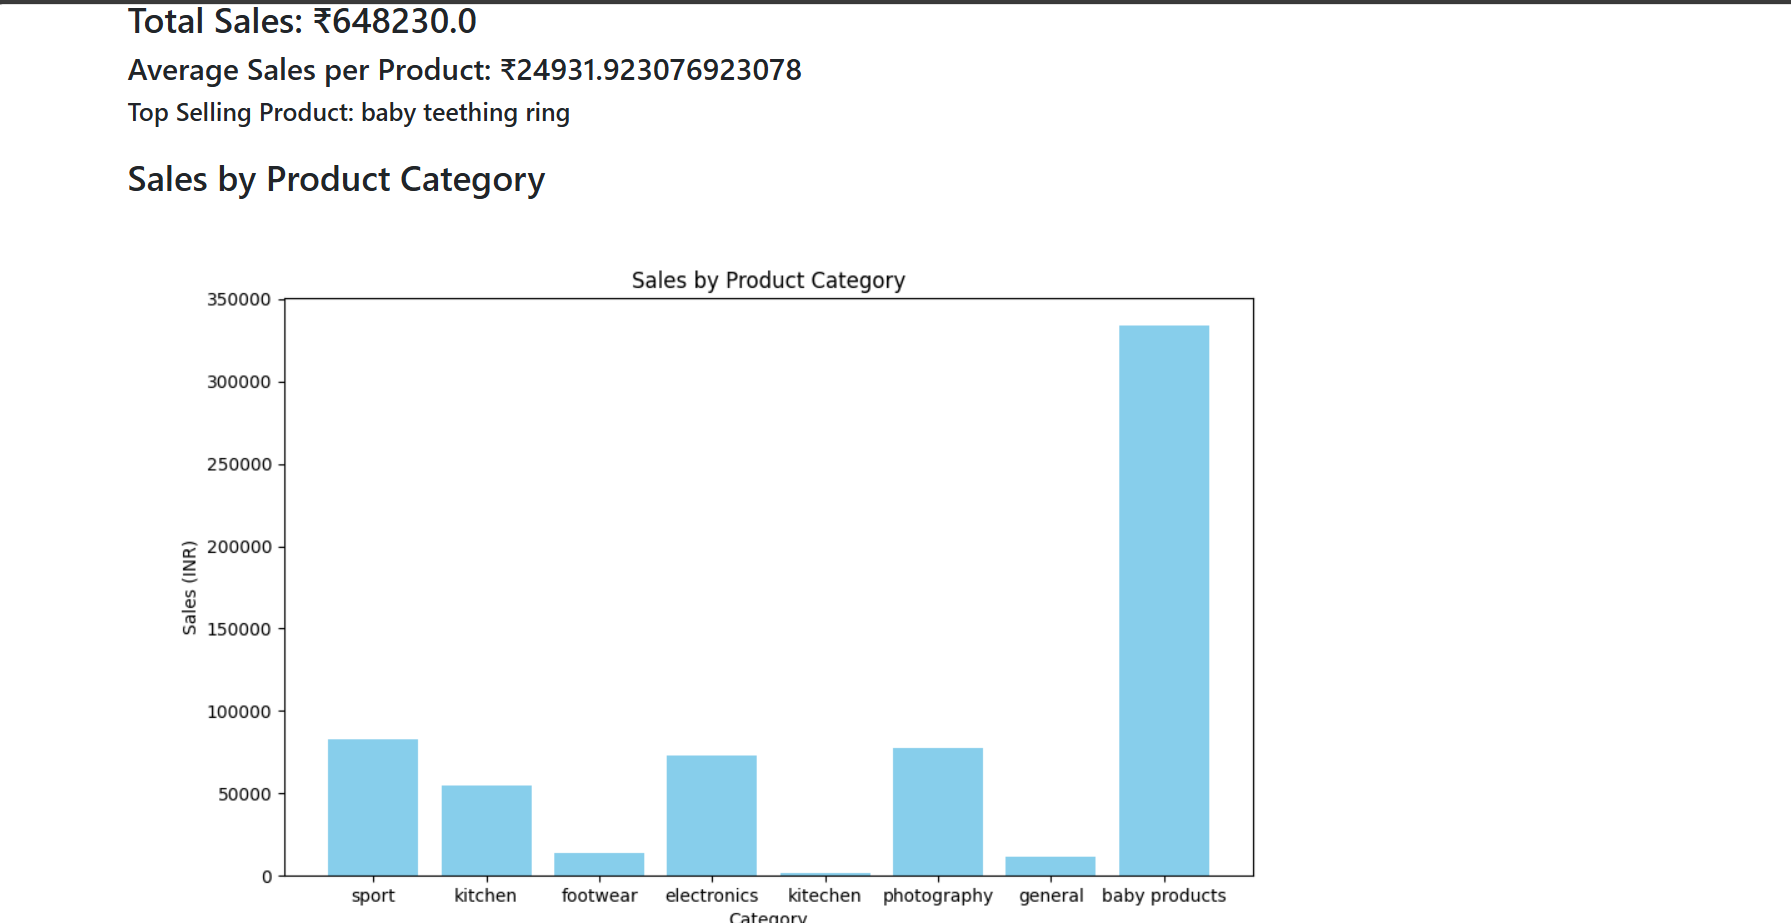 Total Sales: ₹648230.0
Average Sales per Product: ₹24931.923076923078
Top Selling Product: baby teething ring
Sales by Product Category
Sales by Product Category
350000
300000
250000
200000
150000
100000
50000
0
Sales (INR)
sport kitchen footwear electronics kitechen photography general baby products
Category